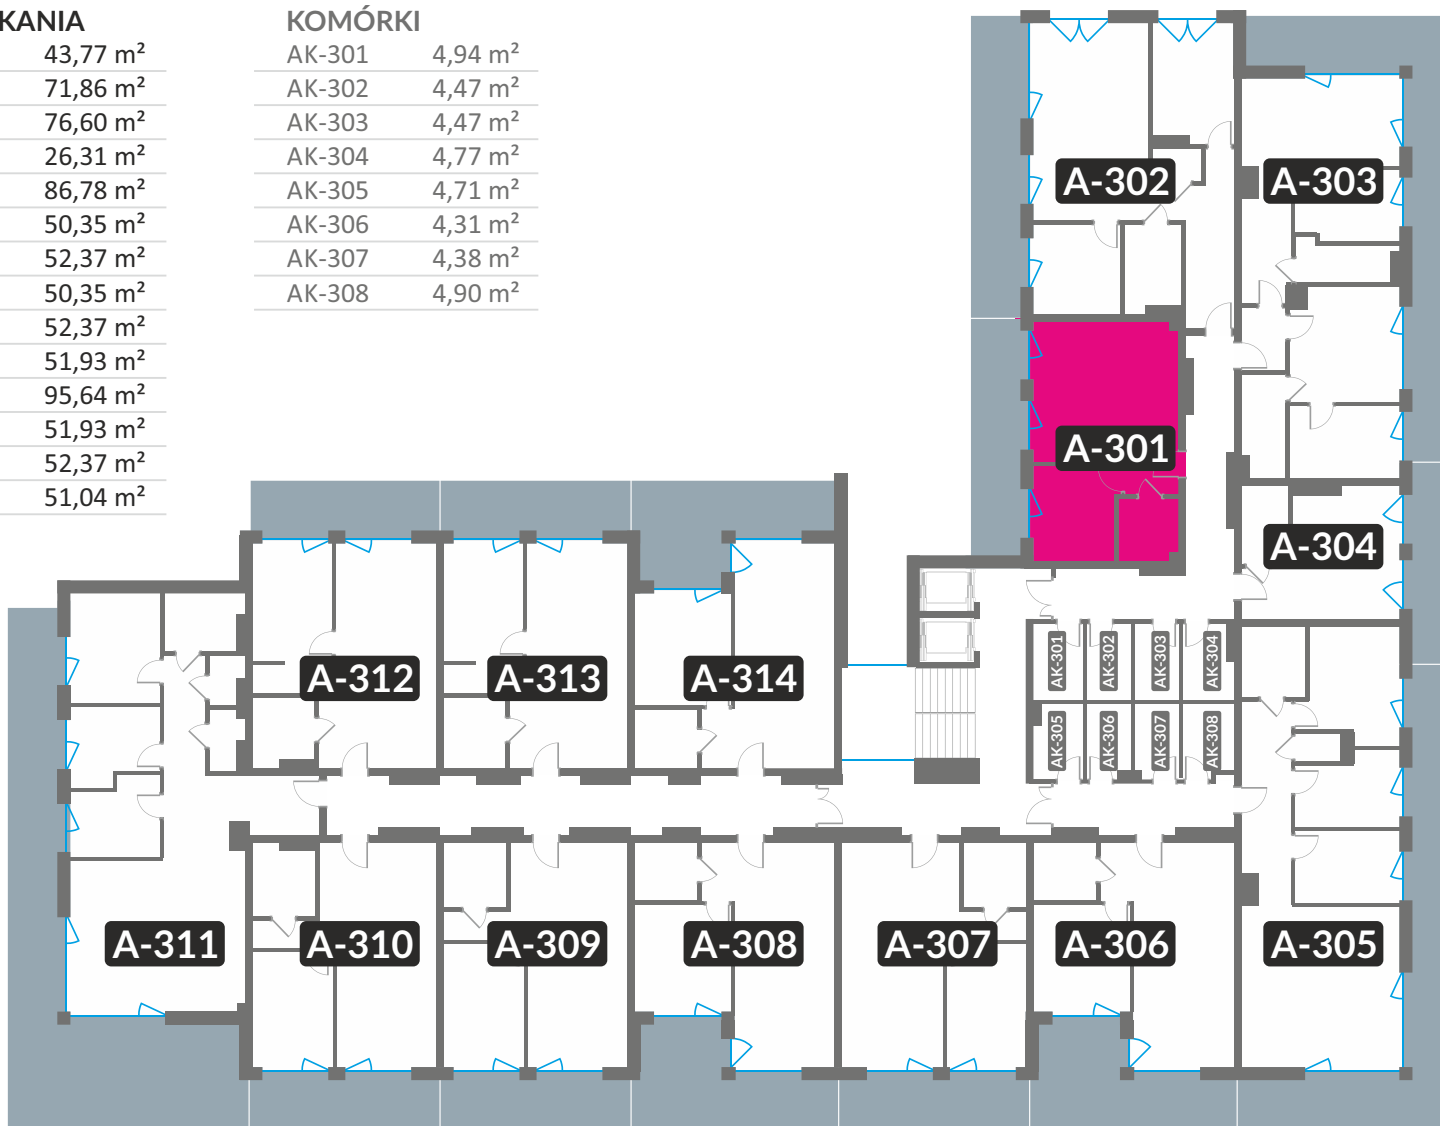 KANIA
43,77 m²
71,86 m²
76,60 m²
26,31 m²
86,78 m²
50,35 m²
52,37 m²
50,35 m²
52,37 m²
51,93 m²
95,64 m²
51,93 m²
52,37 m²
51,04 m²
KOMÓRKI
AK-301 4,94 m²
AK-302 4,47 m²
AK-303 4,47 m²
AK-304 4,77 m²
AK-305 4,71 m²
AK-306 4,31 m²
AK-307 4,38 m²
AK-308 4,90 m²
A-302
A-303
A-301
A-304
AK-301
AK-302
AK-303
AK-304
A-312
A-313
A-314
AK-305
AK-306
AK-307
AK-308
A-311
A-310
A-309
A-308
A-307
A-306
A-305